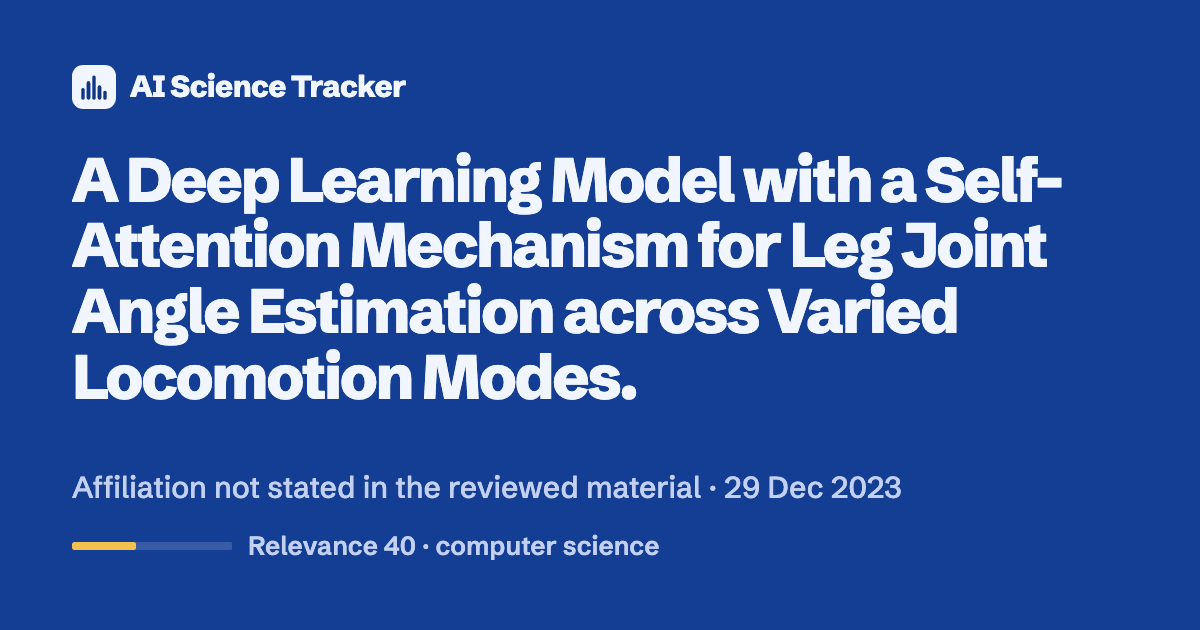 AI Science Tracker
A Deep Learning Model with a Self-
Attention Mechanism for Leg Joint
Angle Estimation across Varied
Locomotion Modes.
Affiliation not stated in the reviewed material · 29 Dec 2023
Relevance 40 · computer science